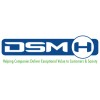 DSMH
Helping Companies Deliver Exceptional Value to Customers & Society